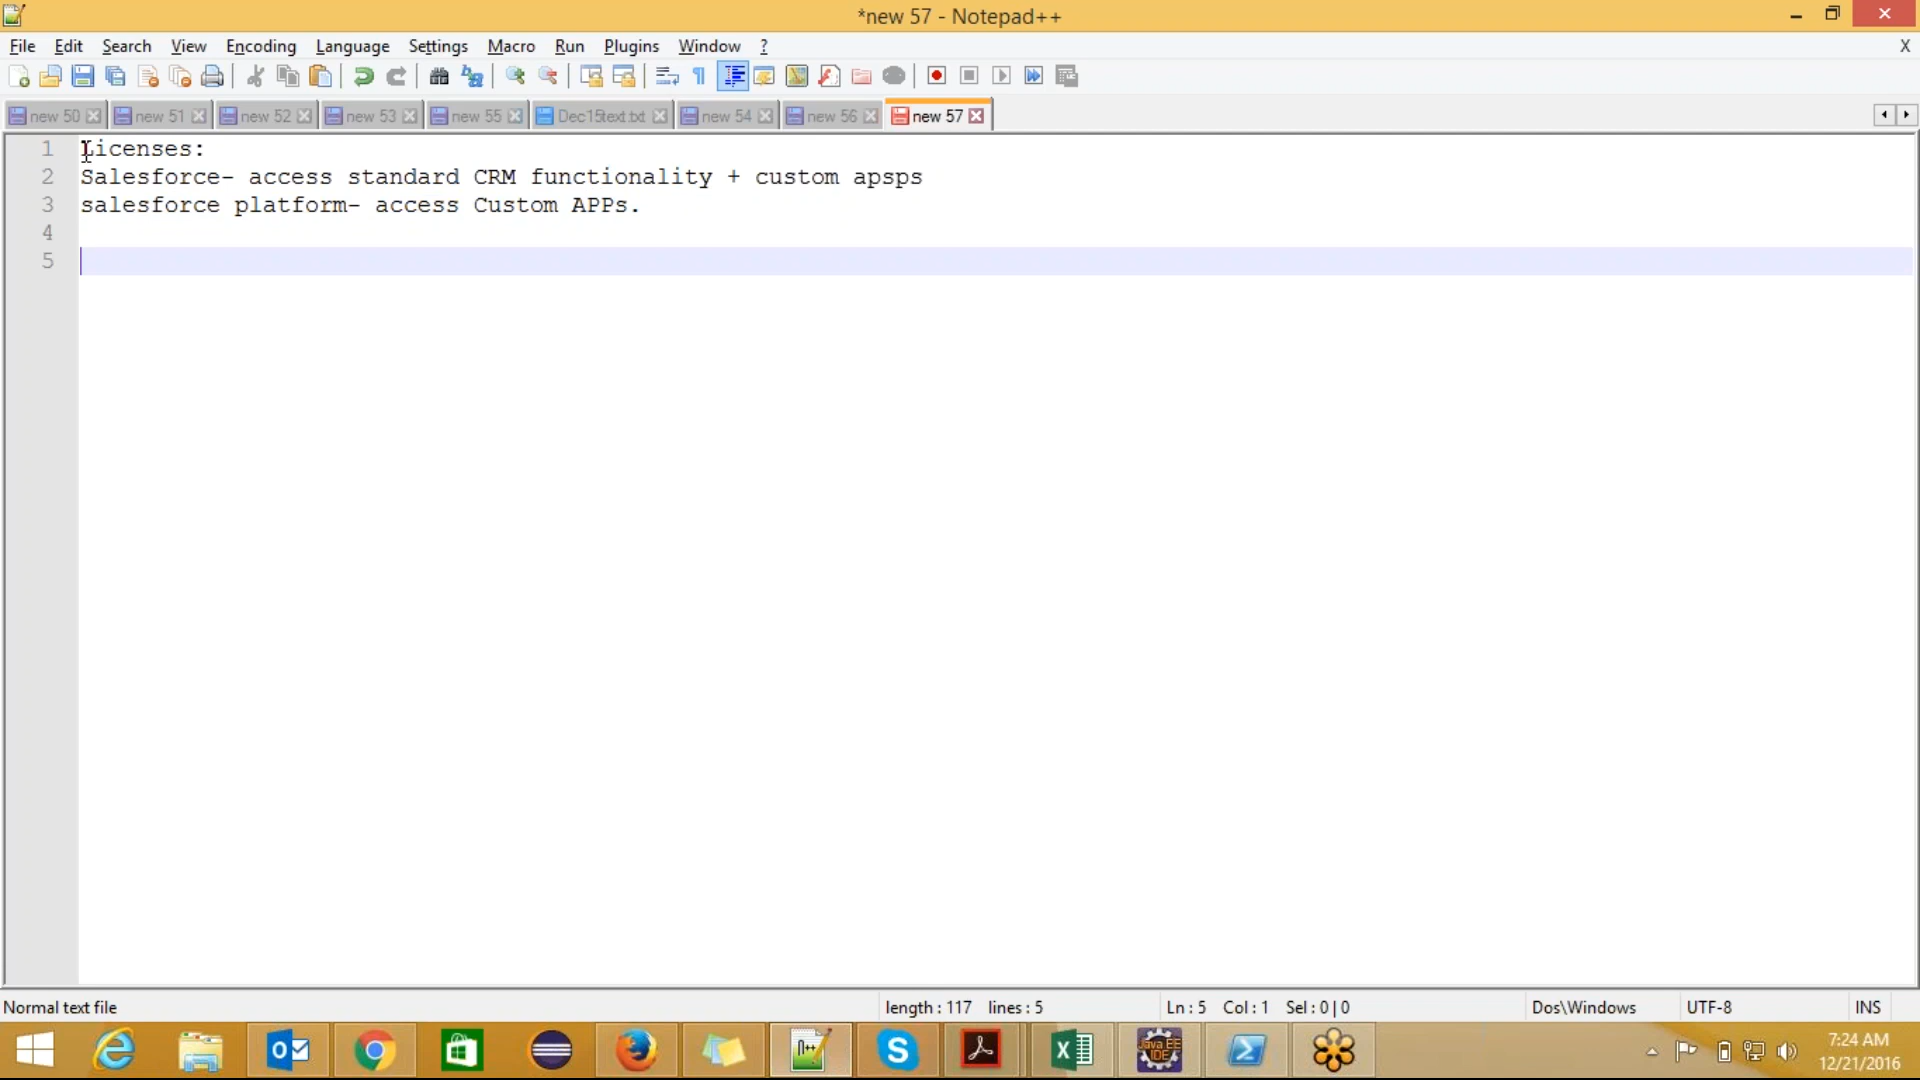 *new 57 - Notepad++
File Edit Search View Encoding Language Settings Macro Run Plugins Window ? X
new 50 new 51 new 52 new 53 new 55 Dec15text.txt new 54 new 56 new 57
1 Licenses:
2 Salesforce- access standard CRM functionality + custom apsps
3 salesforce platform- access Custom APPs.
4
5
Normal text file length : 117 lines : 5 Ln : 5 Col : 1 Sel : 0 | 0 Dos\Windows UTF-8 INS
7:24 AM
12/21/2016